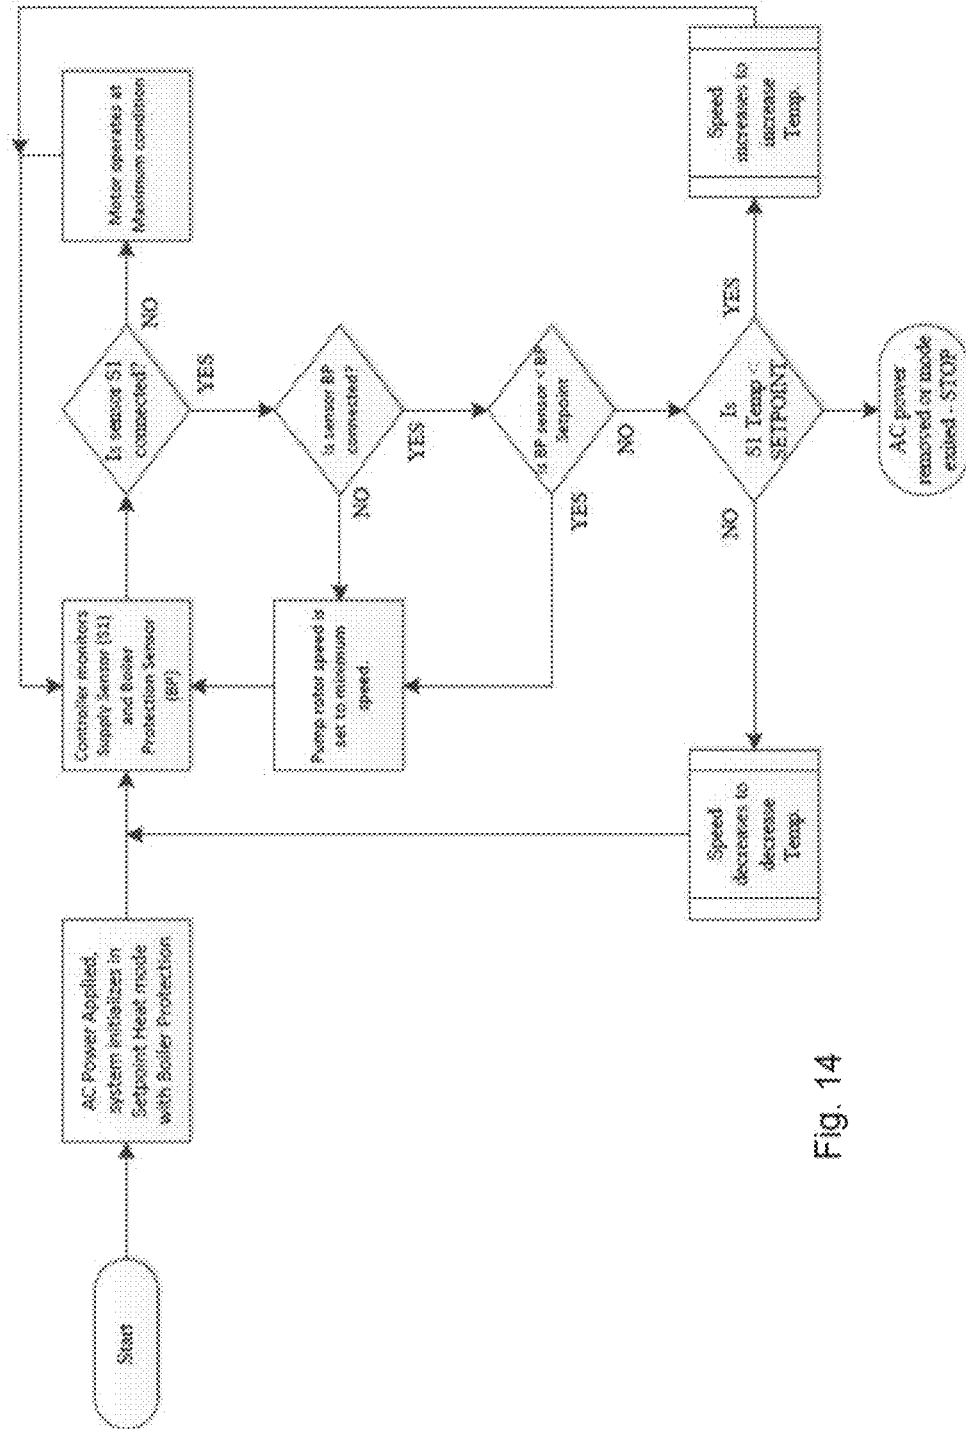 Start
AC Power Applied,
system initializes in
Setpoint Heat mode
with Boiler Protection
Controller monitors
Supply Sensor (S1)
and Boiler
Protection Sensor
(BP)
Is sensor S1
connected?
NO
Motor operates at
Maximum condition
YES
Pump rotor speed is
set to minimum
speed
Is sensor BP
connected?
NO
YES
Is BP sensor < BP
Setpoint
YES
NO
Speed
decreases to
decrease
Temp
NO
Is
S1 Temp <
SETPOINT
YES
Speed
increases to
increase
Temp
AC power
removed or mode
exited - STOP
Fig. 14